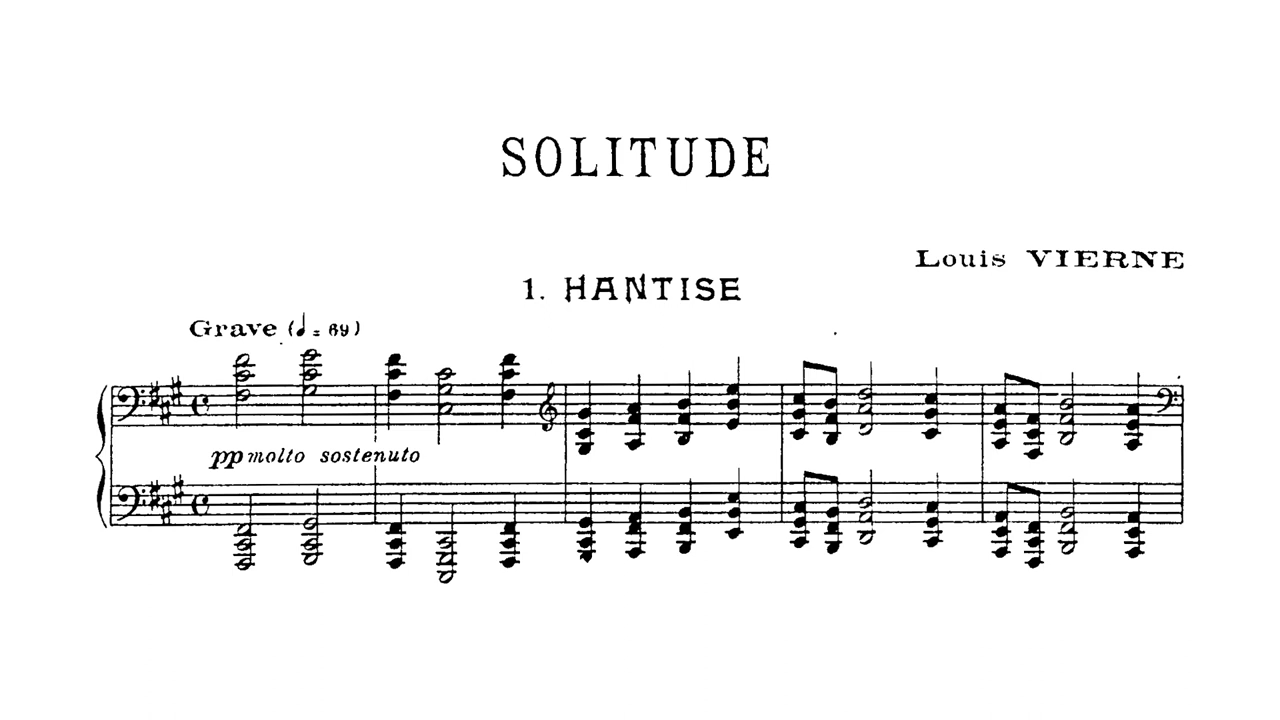 SOLITUDE
Louis VIERNE
1. HANTISE
Grave (♩= 69)
pp molto sostenuto